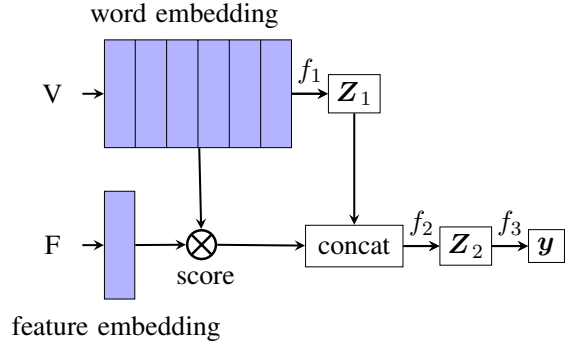 word embedding
V
f₁
Z₁
F
score
concat
f₂
Z₂
f₃
y
feature embedding